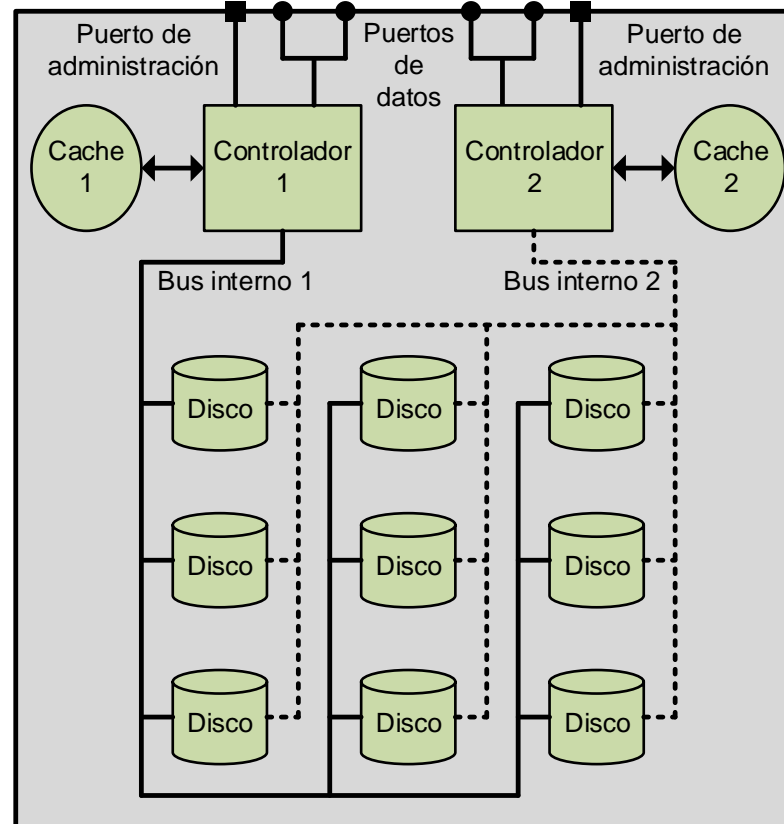 Puerto de
administración
Puertos
de
datos
Puerto de
administración
Cache
1
Controlador
1
Controlador
2
Cache
2
Bus interno 1
Bus interno 2
Disco
Disco
Disco
Disco
Disco
Disco
Disco
Disco
Disco